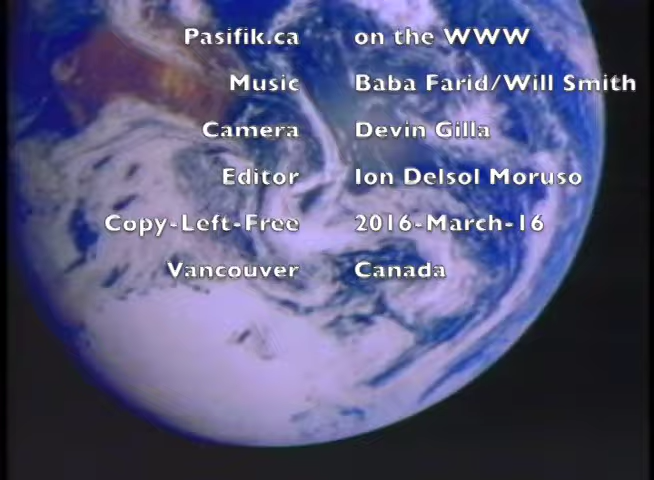 Pasifik.ca on the WWW
Music Baba Farid/Will Smith
Camera Devin Gilla
Editor Ion Delsol Moruso
Copy-Left-Free 2016-March-16
Vancouver Canada